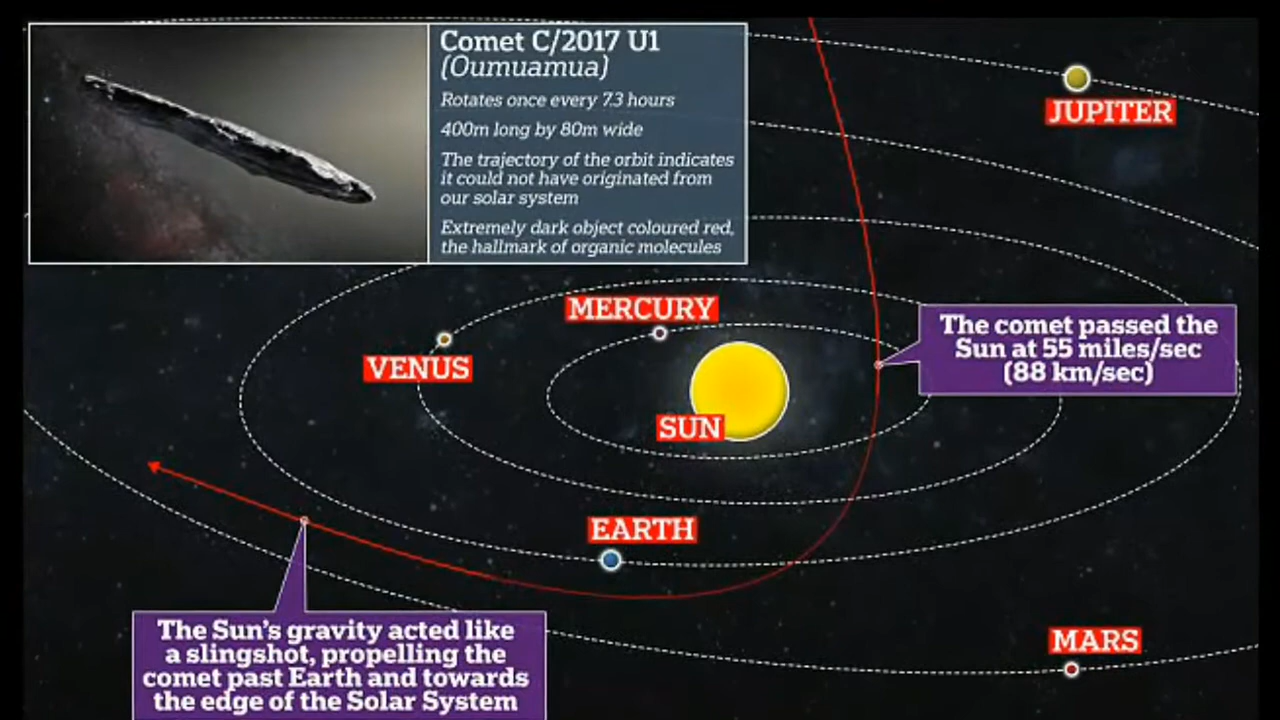 Comet C/2017 U1
(Oumuamua)
Rotates once every 7.3 hours
400m long by 80m wide
The trajectory of the orbit indicates
it could not have originated from
our solar system
Extremely dark object coloured red,
the hallmark of organic molecules
JUPITER
MERCURY
VENUS
SUN
The comet passed the
Sun at 55 miles/sec
(88 km/sec)
EARTH
MARS
The Sun's gravity acted like
a slingshot, propelling the
comet past Earth and towards
the edge of the Solar System